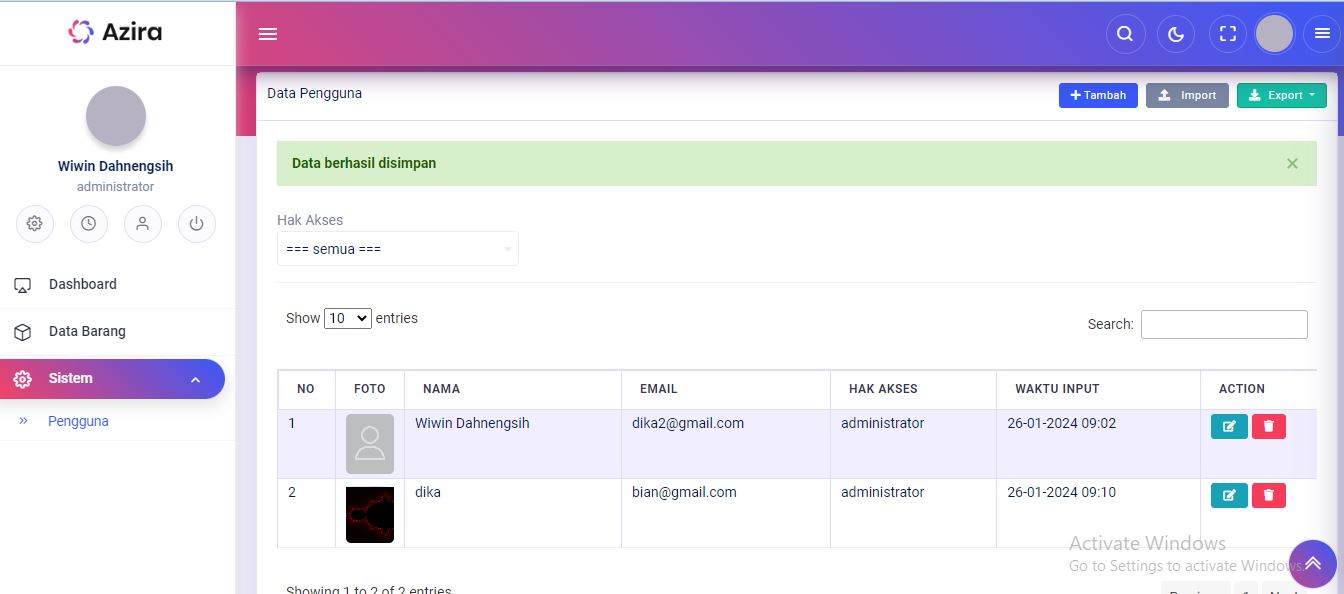 Azira
Wiwin Dahnengsih
administrator
Dashboard
Data Barang
Sistem
Pengguna
Data Pengguna
Tambah
Import
Export
Data berhasil disimpan
×
Hak Akses
=== semua ===
Show 10 entries
Search:
NO FOTO NAMA EMAIL HAK AKSES WAKTU INPUT ACTION
1 Wiwin Dahnengsih dika2@gmail.com administrator 26-01-2024 09:02
2 dika bian@gmail.com administrator 26-01-2024 09:10
Activate Windows
Go to Settings to activate Windows.
Showing 1 to 2 of 2 entries